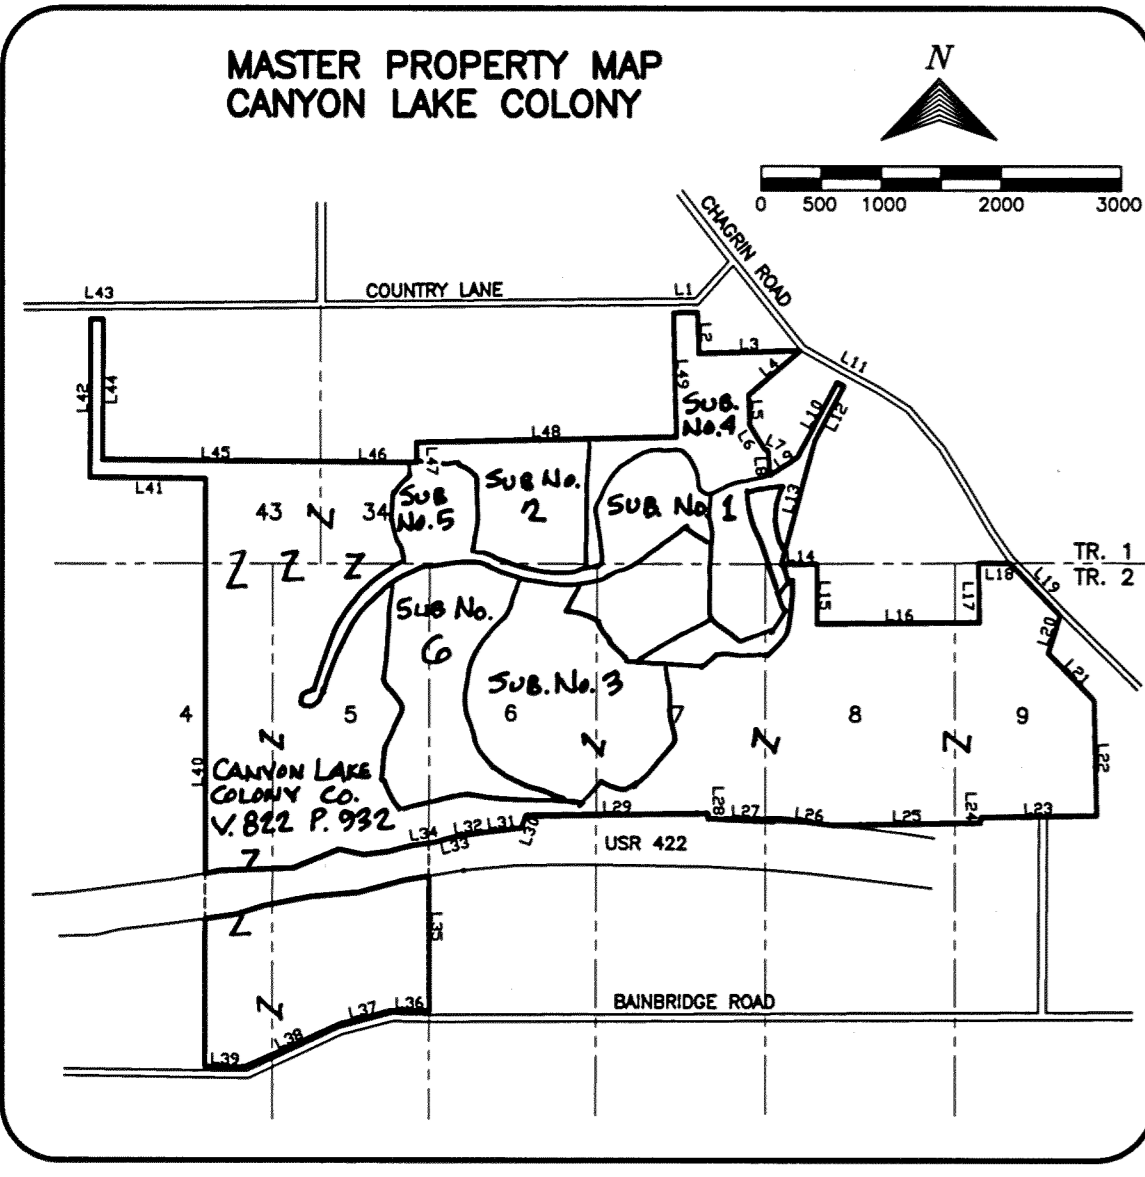 MASTER PROPERTY MAP
CANYON LAKE COLONY
N
0 500 1000 2000 3000
CHAGRIN ROAD
L43
COUNTRY LANE
L1
L2
L3
L4
L11
L42
L44
L49
SUB.
No.4
L5
L6
L7
L8
L9
L10
L12
L13
L45
L46
L47
L48
L41
43
34
SUB
No.5
SUB No.
2
SUB No. 1
Z
Z Z Z
L14
L18
TR. 1
TR. 2
L15
L16
L17
L19
L20
L21
L22
SUB No.
6
SUB. No. 3
4
5
6
7
8
9
Z
Z
Z
Z
L40
CANYON LAKE
COLONY CO.
V. 822 P. 932
Z
L34
L33
L32
L31
L30
L29
L28
L27
L26
L25
L24
L23
USR 422
Z
L35
Z
BAINBRIDGE ROAD
L36
L37
L38
L39